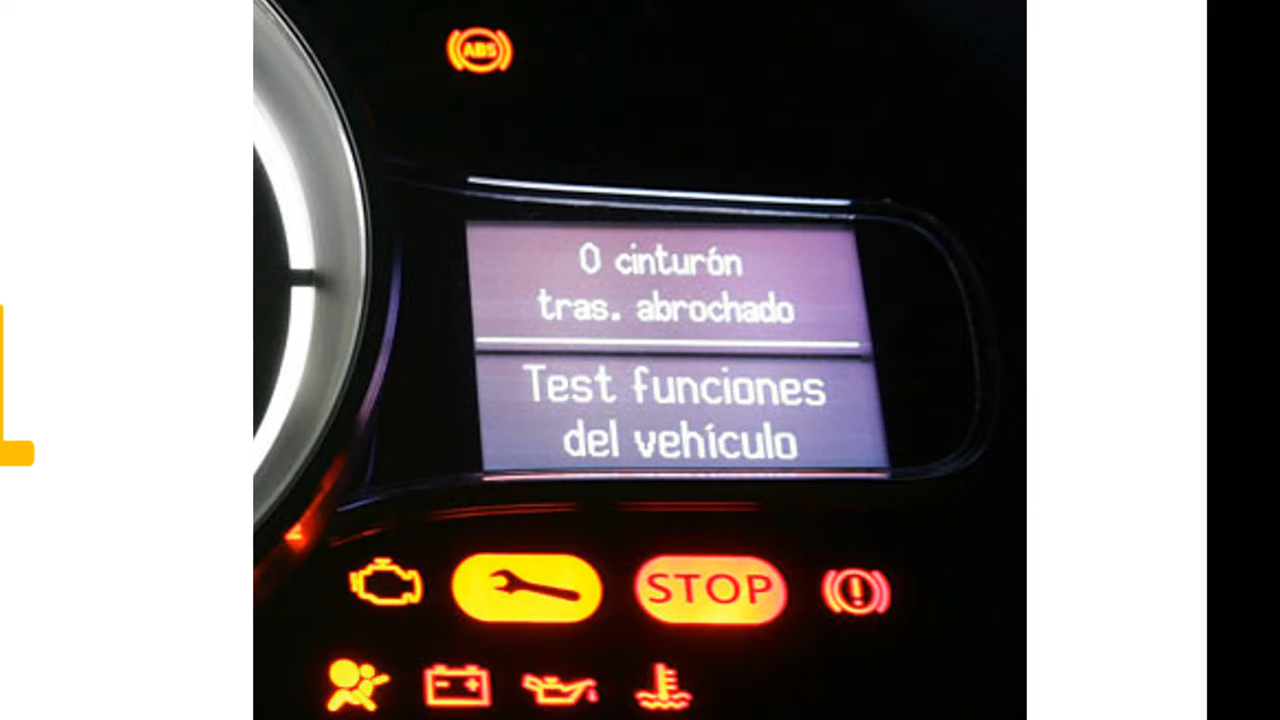 ABS
0 cinturón
tras. abrochado
Test funciones
del vehículo
STOP